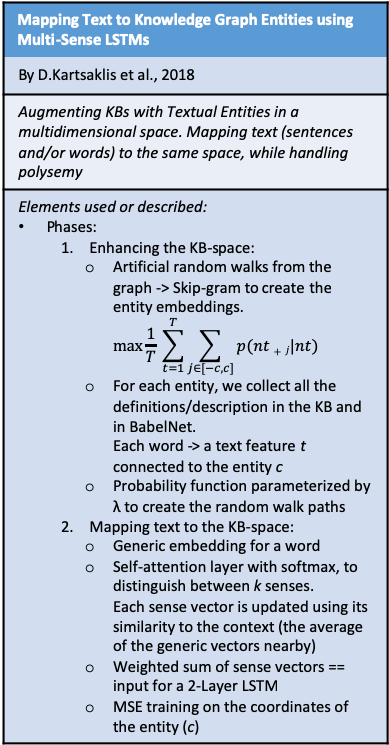 Mapping Text to Knowledge Graph Entities using
Multi-Sense LSTMs
By D.Kartsaklis et al., 2018
Augmenting KBs with Textual Entities in a
multidimensional space. Mapping text (sentences
and/or words) to the same space, while handling
polysemy
Elements used or described:
• Phases:
1. Enhancing the KB-space:
o Artificial random walks from the
graph -> Skip-gram to create the
entity embeddings.
max 1/T ∑_{t=1}^{T} ∑_{j∈[-c,c]} p(nt + j|nt)
o For each entity, we collect all the
definitions/description in the KB and
in BabelNet.
Each word -> a text feature t
connected to the entity c
o Probability function parameterized by
λ to create the random walk paths
2. Mapping text to the KB-space:
o Generic embedding for a word
o Self-attention layer with softmax, to
distinguish between k senses.
Each sense vector is updated using its
similarity to the context (the average
of the generic vectors nearby)
o Weighted sum of sense vectors ==
input for a 2-Layer LSTM
o MSE training on the coordinates of
the entity (c)